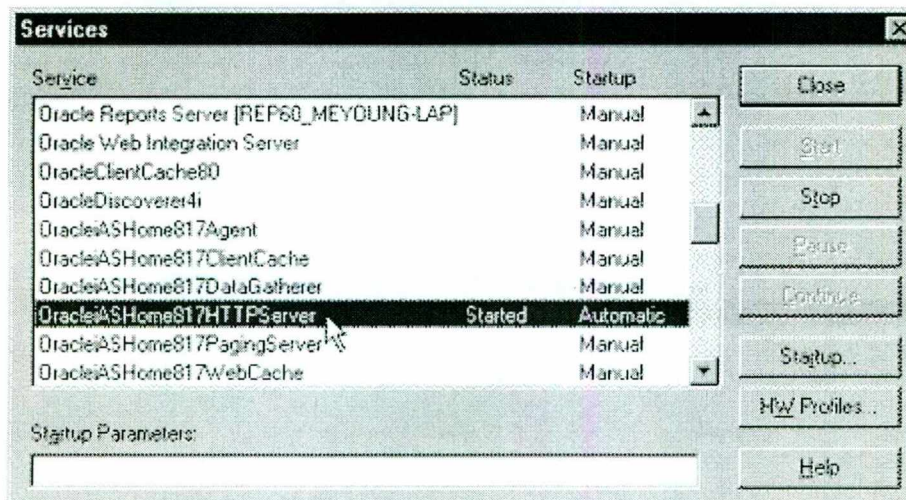 Services
Service Status Startup
Oracle Reports Server [REP60_MEYOUNG-LAP] Manual
Oracle Web Integration Server Manual
OracleClientCache80 Manual
OracleDiscoverer4i Manual
OracleiASHome817Agent Manual
OracleiASHome817ClientCache Manual
OracleiASHome817DataGatherer Manual
OracleiASHome817HTTPServer Started Automatic
OracleiASHome817PagingServer Manual
OracleiASHome817WebCache Manual
Startup Parameters:
Close
Start
Stop
Pause
Continue
Startup...
HW Profiles...
Help